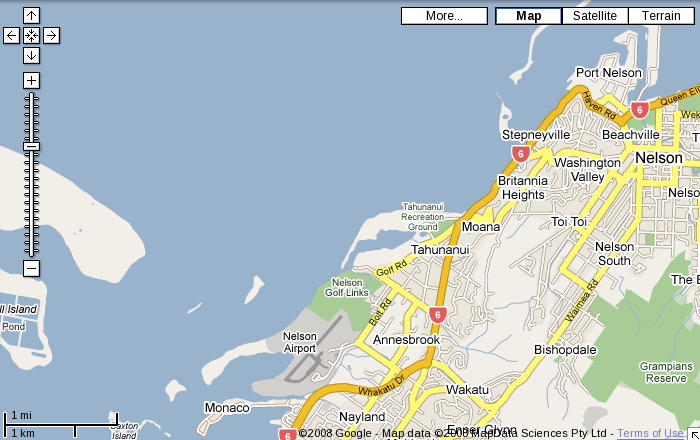 More...
Map
Satellite
Terrain
Port Nelson
6
Queen Eli
Haven Rd
Stepneyville
Beachville
Wek
6
Washington
Valley
Nelson
Britannia
Heights
Tahunanui
Recreation
Ground
Moana
Toi Toi
Tahunanui
Nelson
South
Golf Rd
Nelson
Golf Links
Waimea Rd
The B
ll Island
Pond
Bolt Rd
6
Nelson
Airport
Annesbrook
Bishopdale
Grampians
Reserve
Whakatu Dr
Wakatu
Monaco
1 mi
1 km
Saxton
Island
Nayland
Enner Glynn
6
©2008 Google - Map data ©2008 MapData Sciences Pty Ltd - Terms of Use